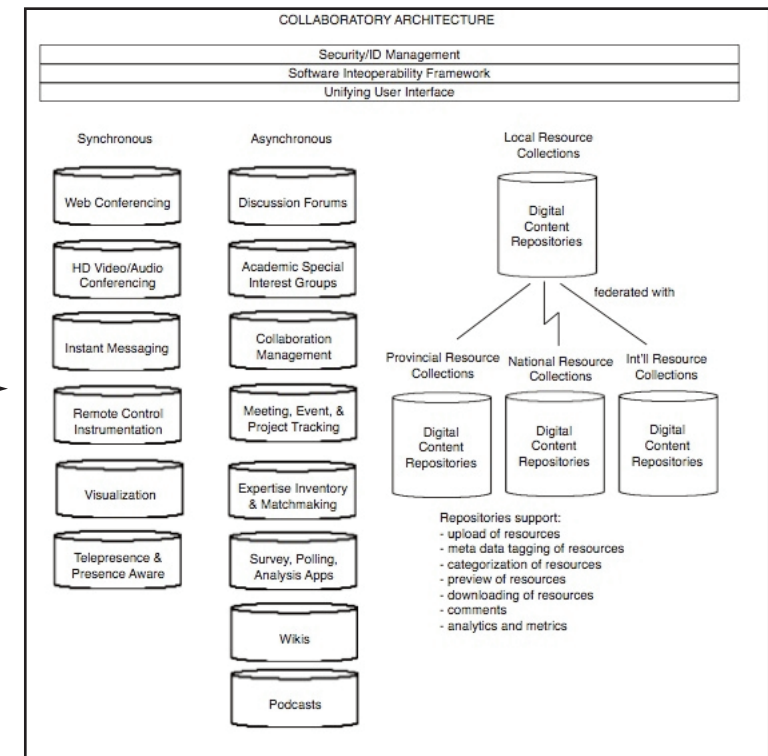 COLLABORATORY ARCHITECTURE
Security/ID Management
Software Inteoperability Framework
Unifying User Interface
Synchronous
Web Conferencing
HD Video/Audio
Conferencing
Instant Messaging
Remote Control
Instrumentation
Visualization
Telepresence &
Presence Aware
Asynchronous
Discussion Forums
Academic Special
Interest Groups
Collaboration
Management
Meeting, Event, &
Project Tracking
Expertise Inventory
& Matchmaking
Survey, Polling,
Analysis Apps
Wikis
Podcasts
Local Resource
Collections
Digital
Content
Repositories
federated with
Provincial Resource
Collections
Digital
Content
Repositories
National Resource
Collections
Digital
Content
Repositories
Int'll Resource
Collections
Digital
Content
Repositories
Repositories support:
- upload of resources
- meta data tagging of resources
- categorization of resources
- preview of resources
- downloading of resources
- comments
- analytics and metrics